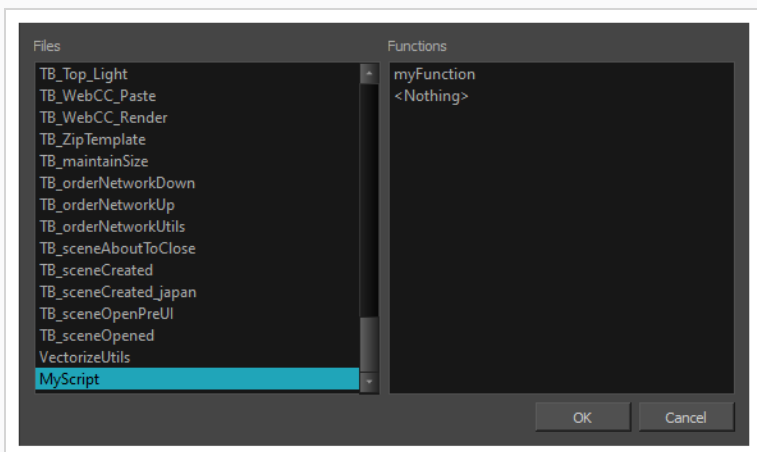 Files
TB_Top_Light
TB_WebCC_Paste
TB_WebCC_Render
TB_ZipTemplate
TB_maintainSize
TB_orderNetworkDown
TB_orderNetworkUp
TB_orderNetworkUtils
TB_sceneAboutToClose
TB_sceneCreated
TB_sceneCreated_japan
TB_sceneOpenPreUI
TB_sceneOpened
VectorizeUtils
MyScript
Functions
myFunction
<Nothing>
OK
Cancel